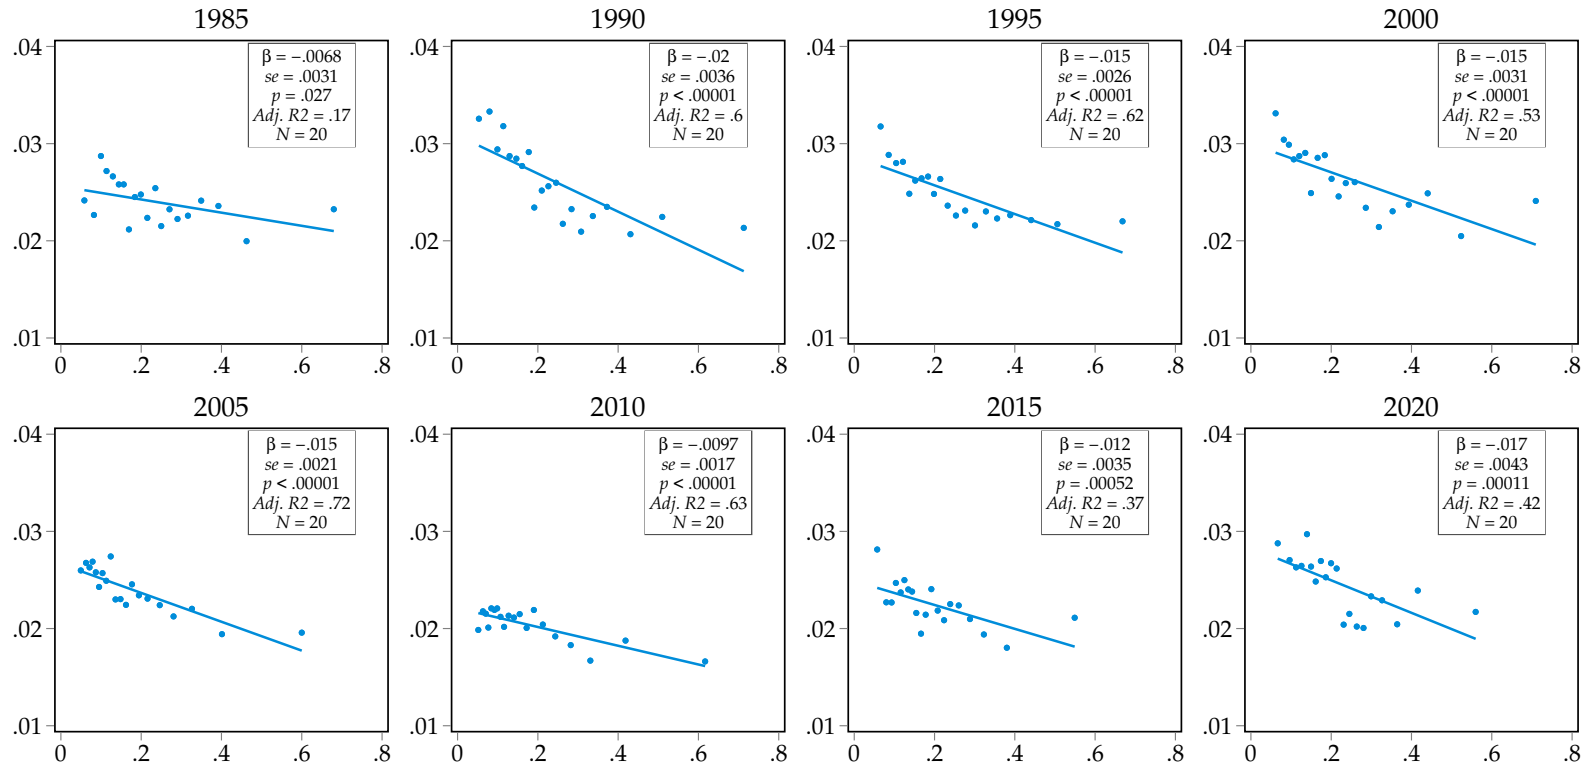 1985
.04
.03
.02
.01
0 .2 .4 .6 .8
β = −.0068
se = .0031
p = .027
Adj. R2 = .17
N = 20
1990
.04
.03
.02
.01
0 .2 .4 .6 .8
β = −.02
se = .0036
p < .00001
Adj. R2 = .6
N = 20
1995
.04
.03
.02
.01
0 .2 .4 .6 .8
β = −.015
se = .0026
p < .00001
Adj. R2 = .62
N = 20
2000
.04
.03
.02
.01
0 .2 .4 .6 .8
β = −.015
se = .0031
p < .00001
Adj. R2 = .53
N = 20
2005
.04
.03
.02
.01
0 .2 .4 .6 .8
β = −.015
se = .0021
p < .00001
Adj. R2 = .72
N = 20
2010
.04
.03
.02
.01
0 .2 .4 .6 .8
β = −.0097
se = .0017
p < .00001
Adj. R2 = .63
N = 20
2015
.04
.03
.02
.01
0 .2 .4 .6 .8
β = −.012
se = .0035
p = .00052
Adj. R2 = .37
N = 20
2020
.04
.03
.02
.01
0 .2 .4 .6 .8
β = −.017
se = .0043
p = .00011
Adj. R2 = .42
N = 20